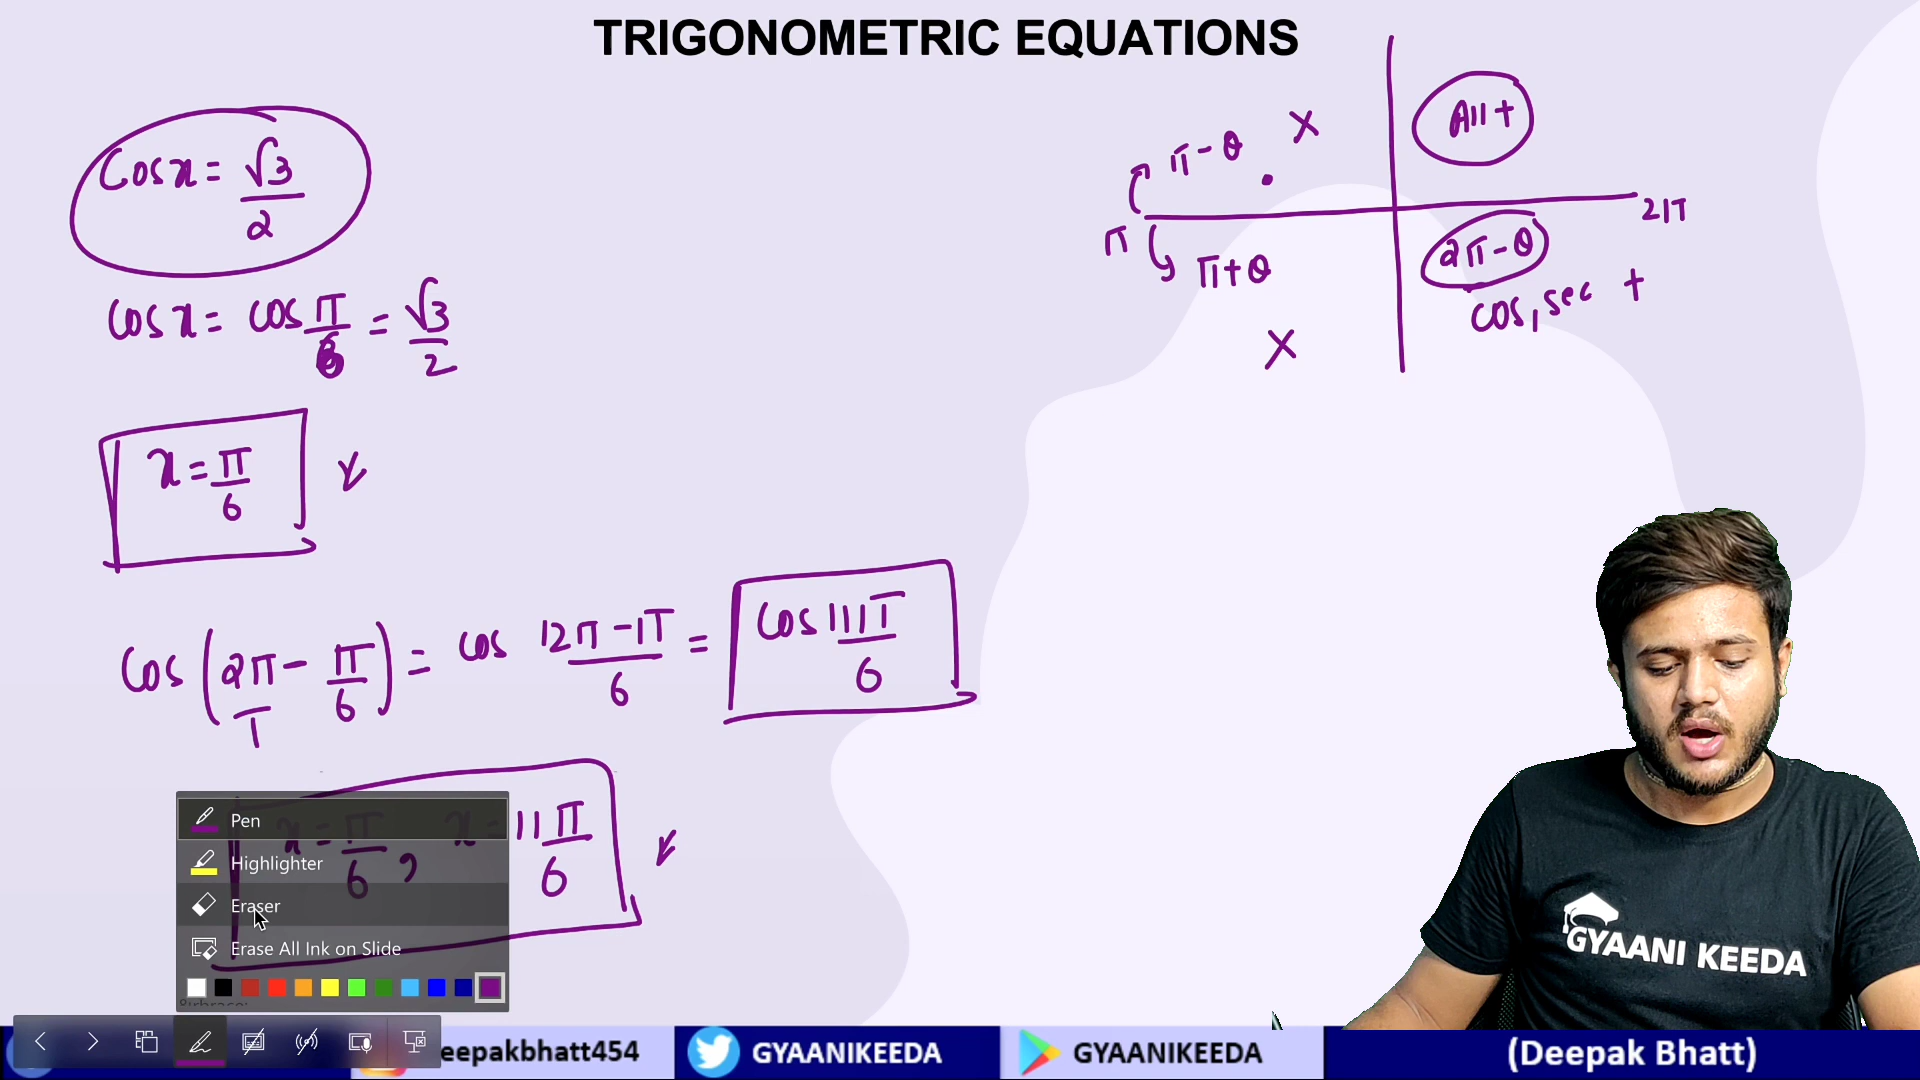 TRIGONOMETRIC EQUATIONS
Cos x = √3/2
cos x = cos π/6 = √3/2
x = π/6
cos (2π/1 - π/6) = cos 12π - π/6 = cos 11π/6
x = π/6, x = 11π/6
π - θ
X
All +
π
2π
π + θ
2π - θ
cos, sec +
X
Pen
Highlighter
Eraser
Erase All Ink on Slide
GYAANI KEEDA
eepakbhatt454
GYAANIKEEDA
GYAANIKEEDA
(Deepak Bhatt)